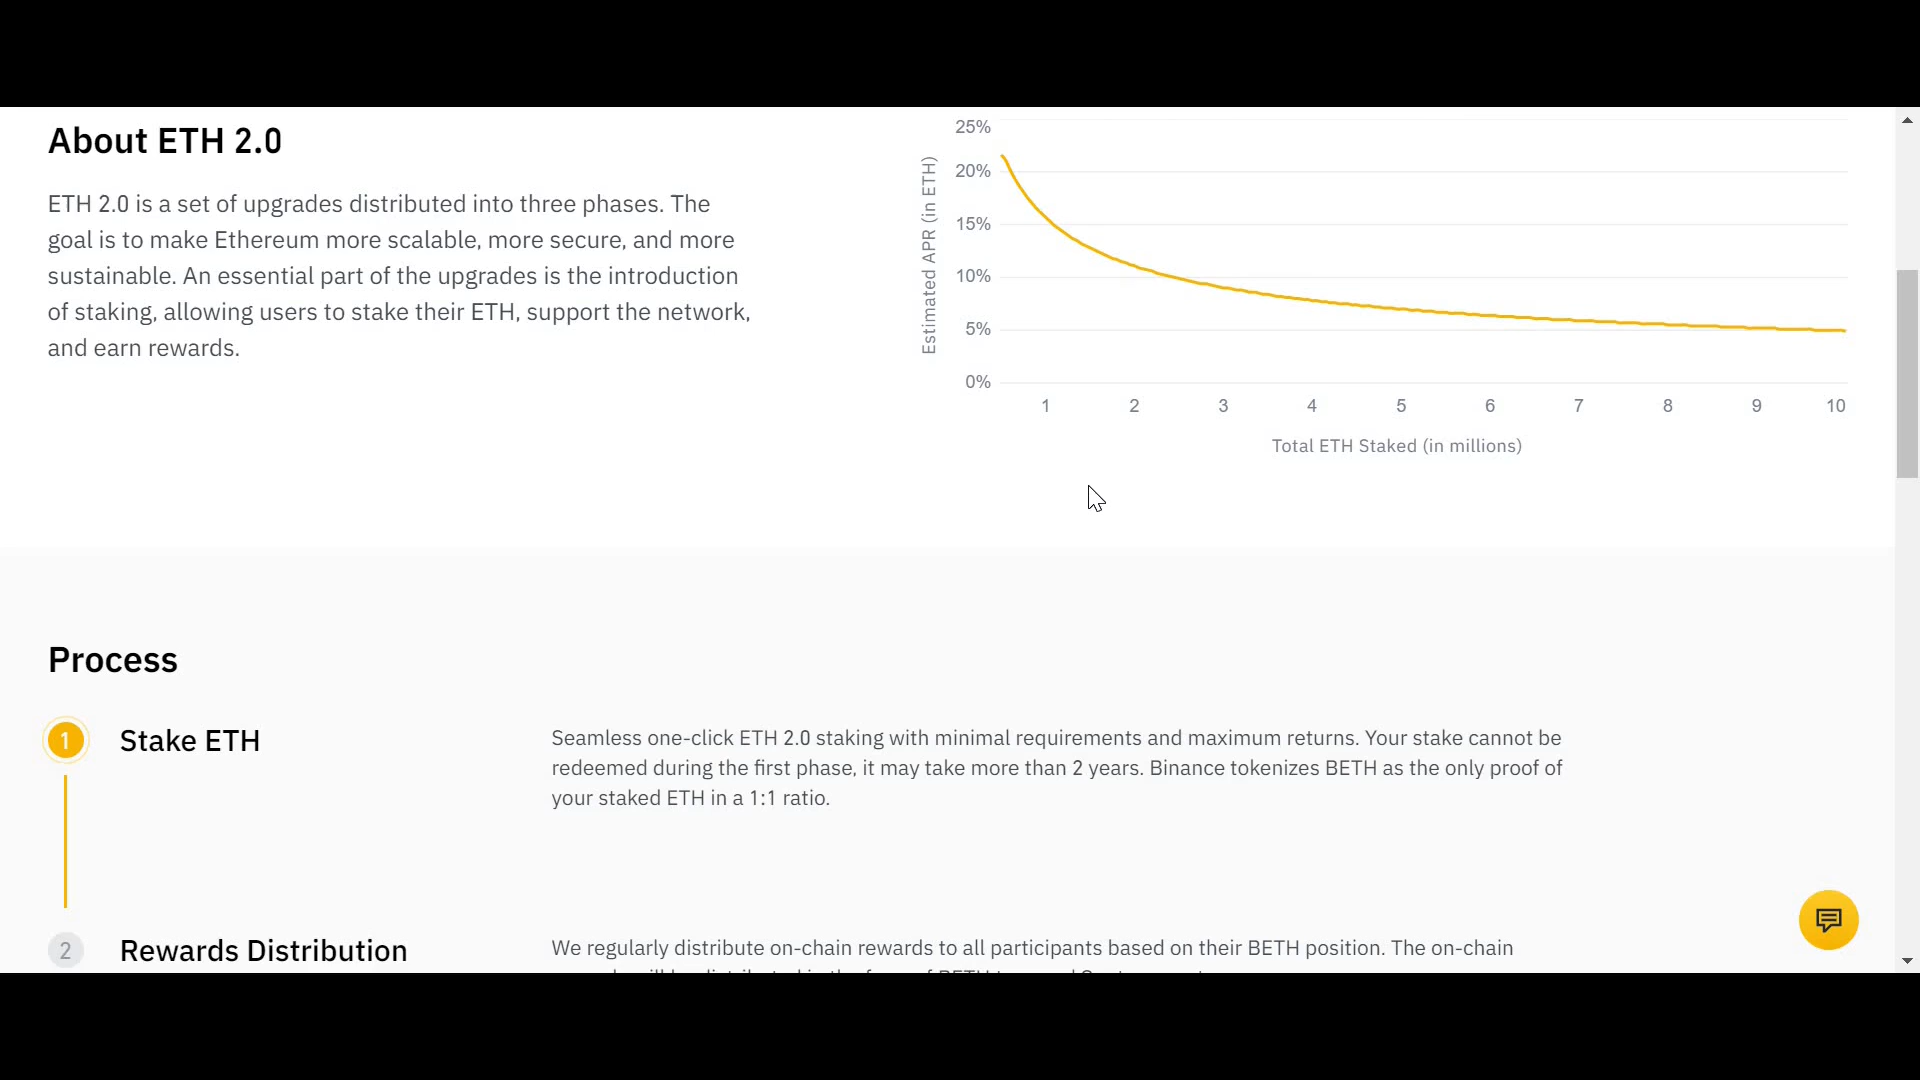 About ETH 2.0
ETH 2.0 is a set of upgrades distributed into three phases. The
goal is to make Ethereum more scalable, more secure, and more
sustainable. An essential part of the upgrades is the introduction
of staking, allowing users to stake their ETH, support the network,
and earn rewards.
Estimated APR (in ETH)
25%
20%
15%
10%
5%
0%
1 2 3 4 5 6 7 8 9 10
Total ETH Staked (in millions)
Process
1
Stake ETH
Seamless one-click ETH 2.0 staking with minimal requirements and maximum returns. Your stake cannot be
redeemed during the first phase, it may take more than 2 years. Binance tokenizes BETH as the only proof of
your staked ETH in a 1:1 ratio.
2
Rewards Distribution
We regularly distribute on-chain rewards to all participants based on their BETH position. The on-chain